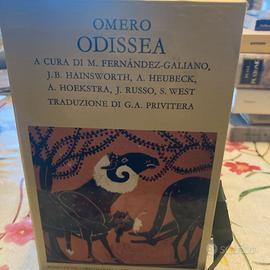 OMERO
ODISSEA
A CURA DI M. FERNÁNDEZ-GALIANO,
J.B. HAINSWORTH, A. HEUBECK,
A. HOEKSTRA, J. RUSSO, S. WEST
TRADUZIONE DI G.A. PRIVITERA